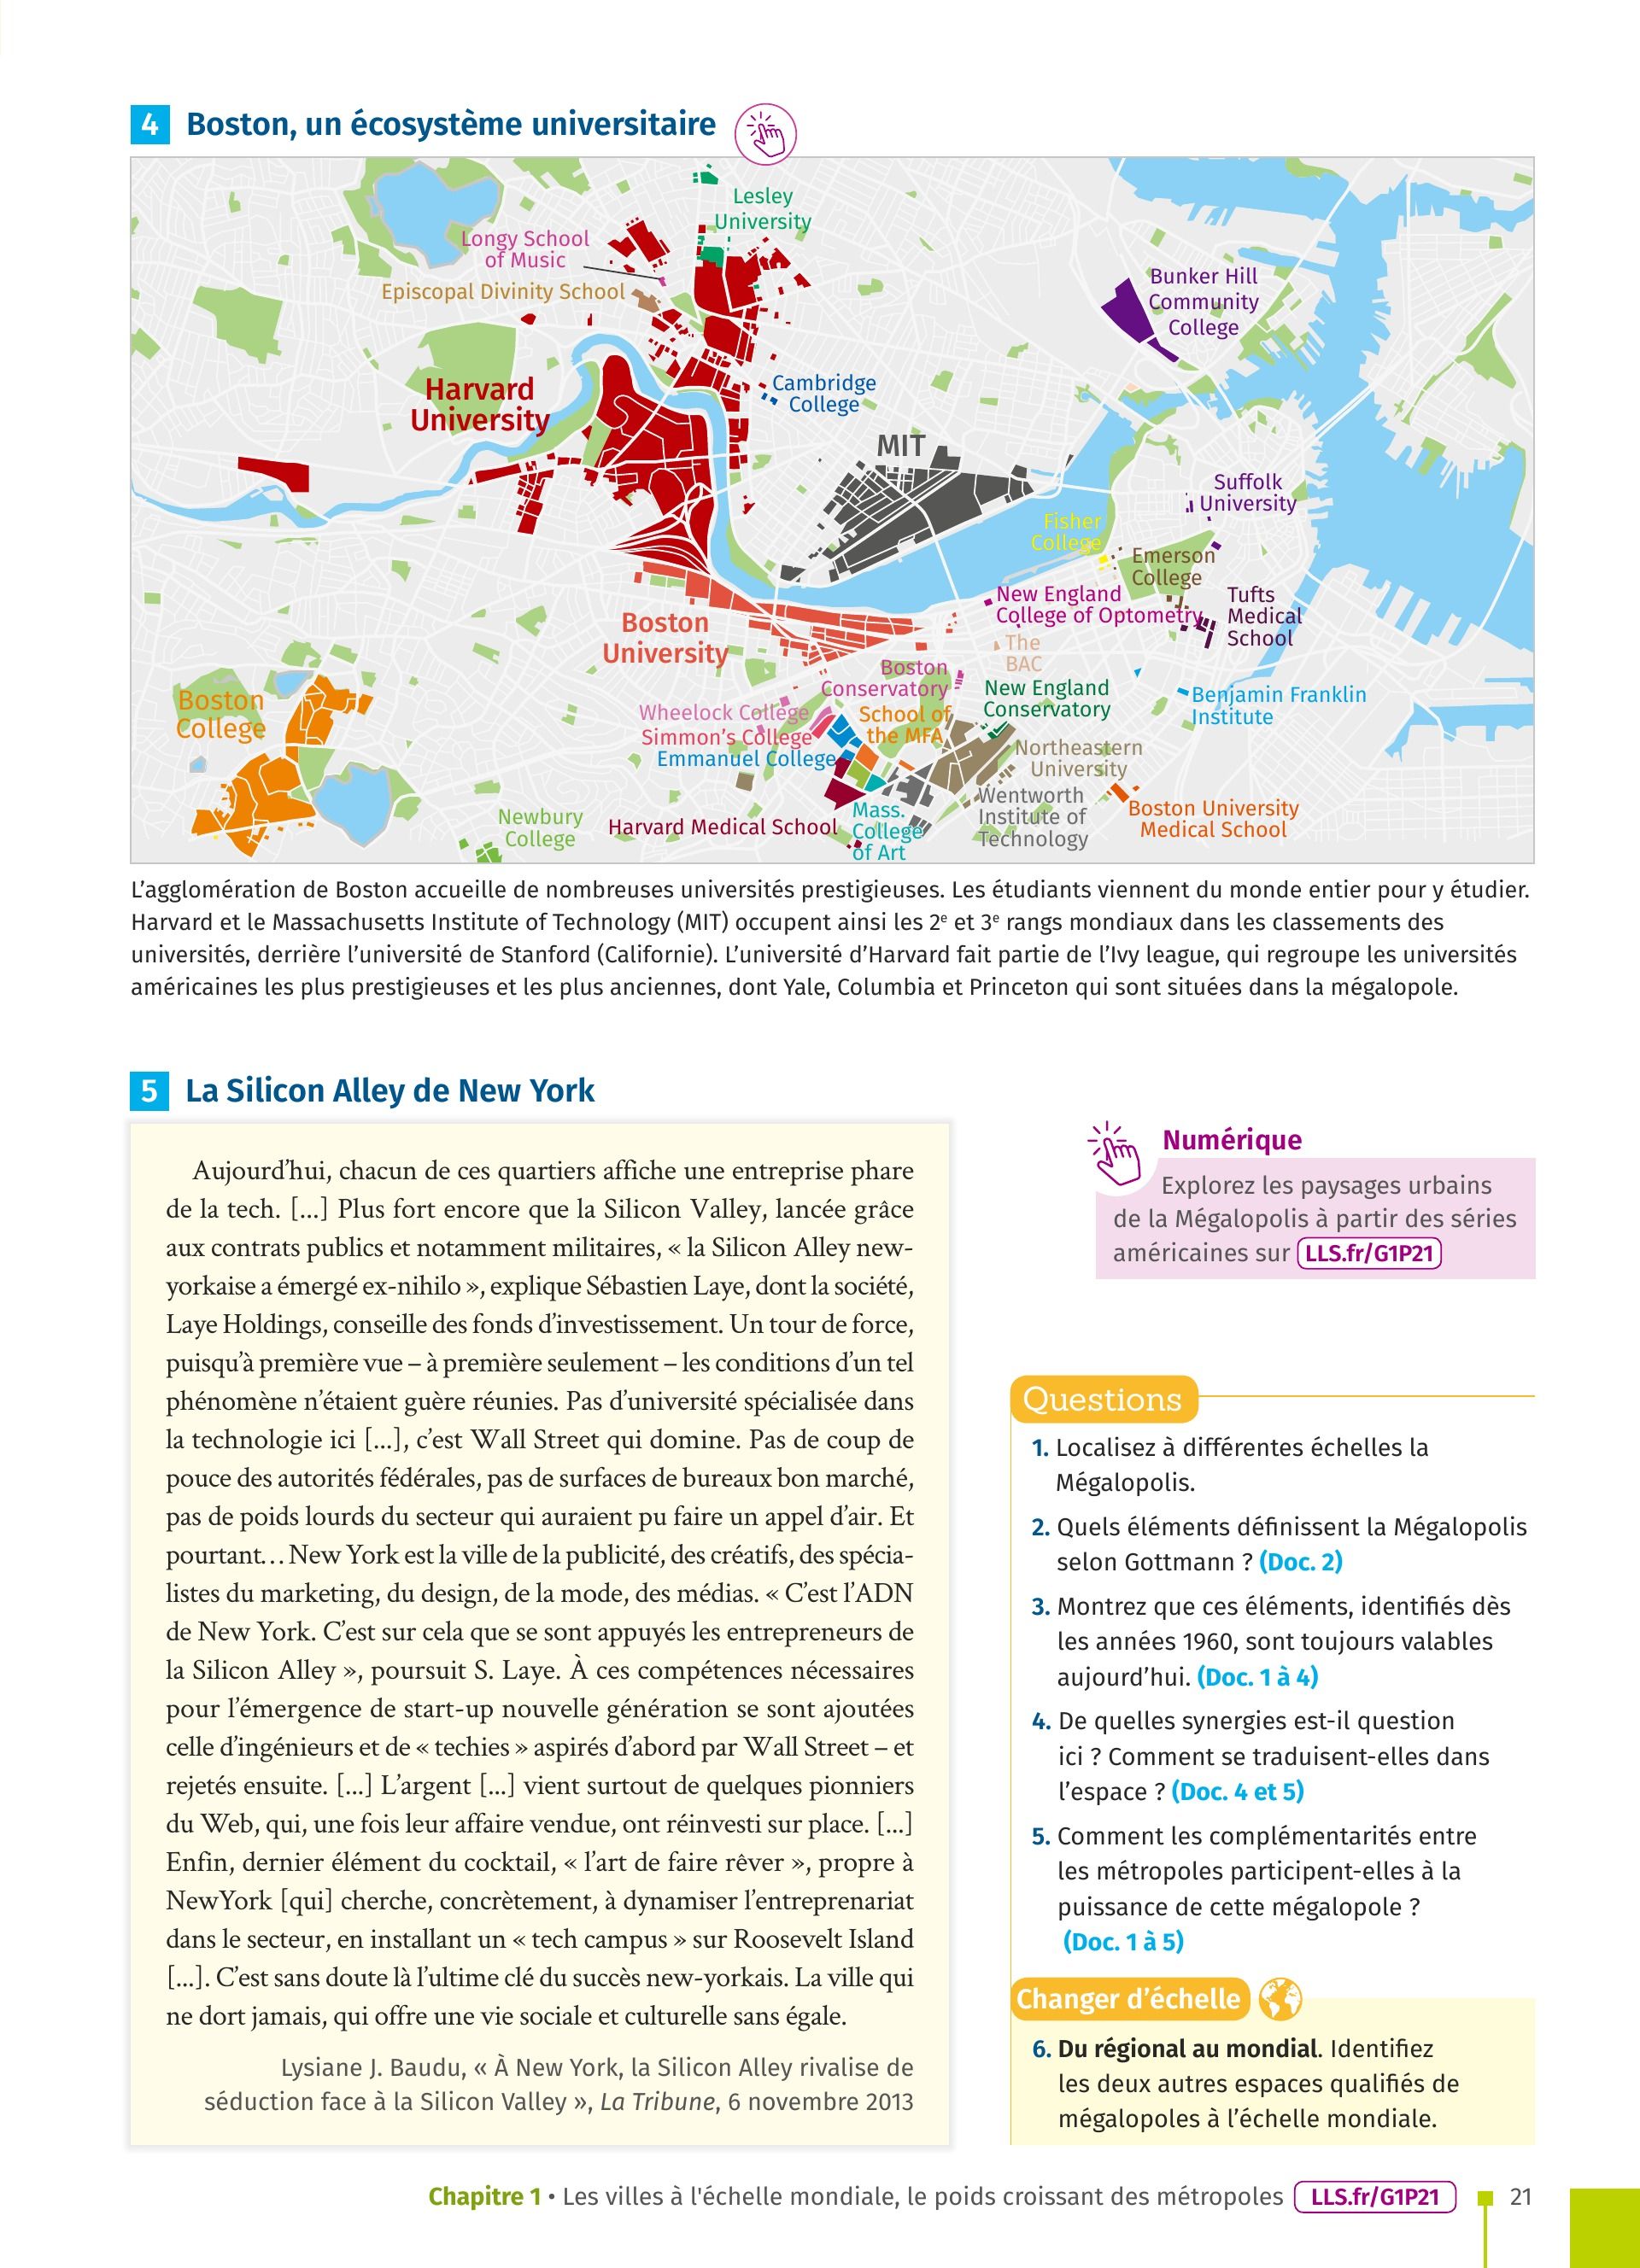 4 Boston, un écosystème universitaire
Lesley
University
Longy School
of Music
Episcopal Divinity School
Bunker Hill
Community
College
Harvard
University
Cambridge
College
MIT
Suffolk
University
Fisher
College
Emerson
College
New England
College of Optometry
Tufts
Medical
School
Boston
University
The
BAC
Boston
Conservatory
New England
Conservatory
Benjamin Franklin
Institute
Boston
College
Wheelock College
Simmon's College
Emmanuel College
School of
the MFA
Northeastern
University
Wentworth
Institute of
Technology
Boston University
Medical School
Newbury
College
Harvard Medical School
Mass.
College
of Art
L'agglomération de Boston accueille de nombreuses universités prestigieuses. Les étudiants viennent du monde entier pour y étudier.
Harvard et le Massachusetts Institute of Technology (MIT) occupent ainsi les 2e et 3e rangs mondiaux dans les classements des
universités, derrière l'université de Stanford (Californie). L'université d'Harvard fait partie de l'Ivy league, qui regroupe les universités
américaines les plus prestigieuses et les plus anciennes, dont Yale, Columbia et Princeton qui sont situées dans la mégalopole.
5 La Silicon Alley de New York
Aujourd'hui, chacun de ces quartiers affiche une entreprise phare
de la tech. [...] Plus fort encore que la Silicon Valley, lancée grâce
aux contrats publics et notamment militaires, « la Silicon Alley new-
yorkaise a émergé ex-nihilo », explique Sébastien Laye, dont la société,
Laye Holdings, conseille des fonds d'investissement. Un tour de force,
puisqu'à première vue – à première seulement – les conditions d'un tel
phénomène n'étaient guère réunies. Pas d'université spécialisée dans
la technologie ici [...], c'est Wall Street qui domine. Pas de coup de
pouce des autorités fédérales, pas de surfaces de bureaux bon marché,
pas de poids lourds du secteur qui auraient pu faire un appel d'air. Et
pourtant... New York est la ville de la publicité, des créatifs, des spécia-
listes du marketing, du design, de la mode, des médias. « C'est l'ADN
de New York. C'est sur cela que se sont appuyés les entrepreneurs de
la Silicon Alley », poursuit S. Laye. À ces compétences nécessaires
pour l'émergence de start-up nouvelle génération se sont ajoutées
celle d'ingénieurs et de « techies » aspirés d'abord par Wall Street – et
rejetés ensuite. [...] L'argent [...] vient surtout de quelques pionniers
du Web, qui, une fois leur affaire vendue, ont réinvesti sur place. [...]
Enfin, dernier élément du cocktail, « l'art de faire rêver », propre à
NewYork [qui] cherche, concrètement, à dynamiser l'entreprenariat
dans le secteur, en installant un « tech campus » sur Roosevelt Island
[...]. C'est sans doute là l'ultime clé du succès new-yorkais. La ville qui
ne dort jamais, qui offre une vie sociale et culturelle sans égale.
Lysiane J. Baudu, « À New York, la Silicon Alley rivalise de
séduction face à la Silicon Valley », La Tribune, 6 novembre 2013
Numérique
Explorez les paysages urbains
de la Mégalopolis à partir des séries
américaines sur LLS.fr/G1P21
Questions
1. Localisez à différentes échelles la
Mégalopolis.
2. Quels éléments définissent la Mégalopolis
selon Gottmann ? (Doc. 2)
3. Montrez que ces éléments, identifiés dès
les années 1960, sont toujours valables
aujourd'hui. (Doc. 1 à 4)
4. De quelles synergies est-il question
ici ? Comment se traduisent-elles dans
l'espace ? (Doc. 4 et 5)
5. Comment les complémentarités entre
les métropoles participent-elles à la
puissance de cette mégalopole ?
(Doc. 1 à 5)
Changer d'échelle
6. Du régional au mondial. Identifiez
les deux autres espaces qualifiés de
mégalopoles à l'échelle mondiale.
Chapitre 1 • Les villes à l'échelle mondiale, le poids croissant des métropoles LLS.fr/G1P21 21